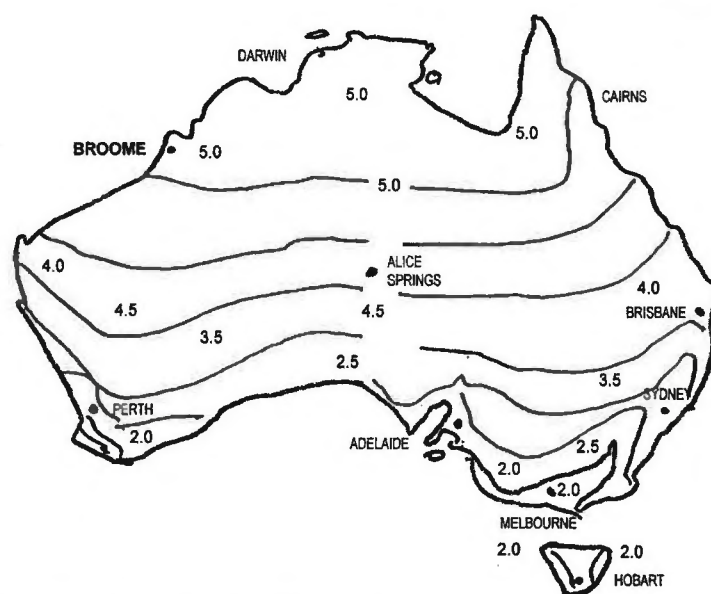 DARWIN
5.0
CAIRNS
5.0
BROOME
5.0
5.0
4.0
ALICE
SPRINGS
4.0
4.5
4.5
BRISBANE
3.5
2.5
3.5
PERTH
SYDNEY
2.0
ADELAIDE
2.5
2.0
2.0
MELBOURNE
2.0
2.0
HOBART